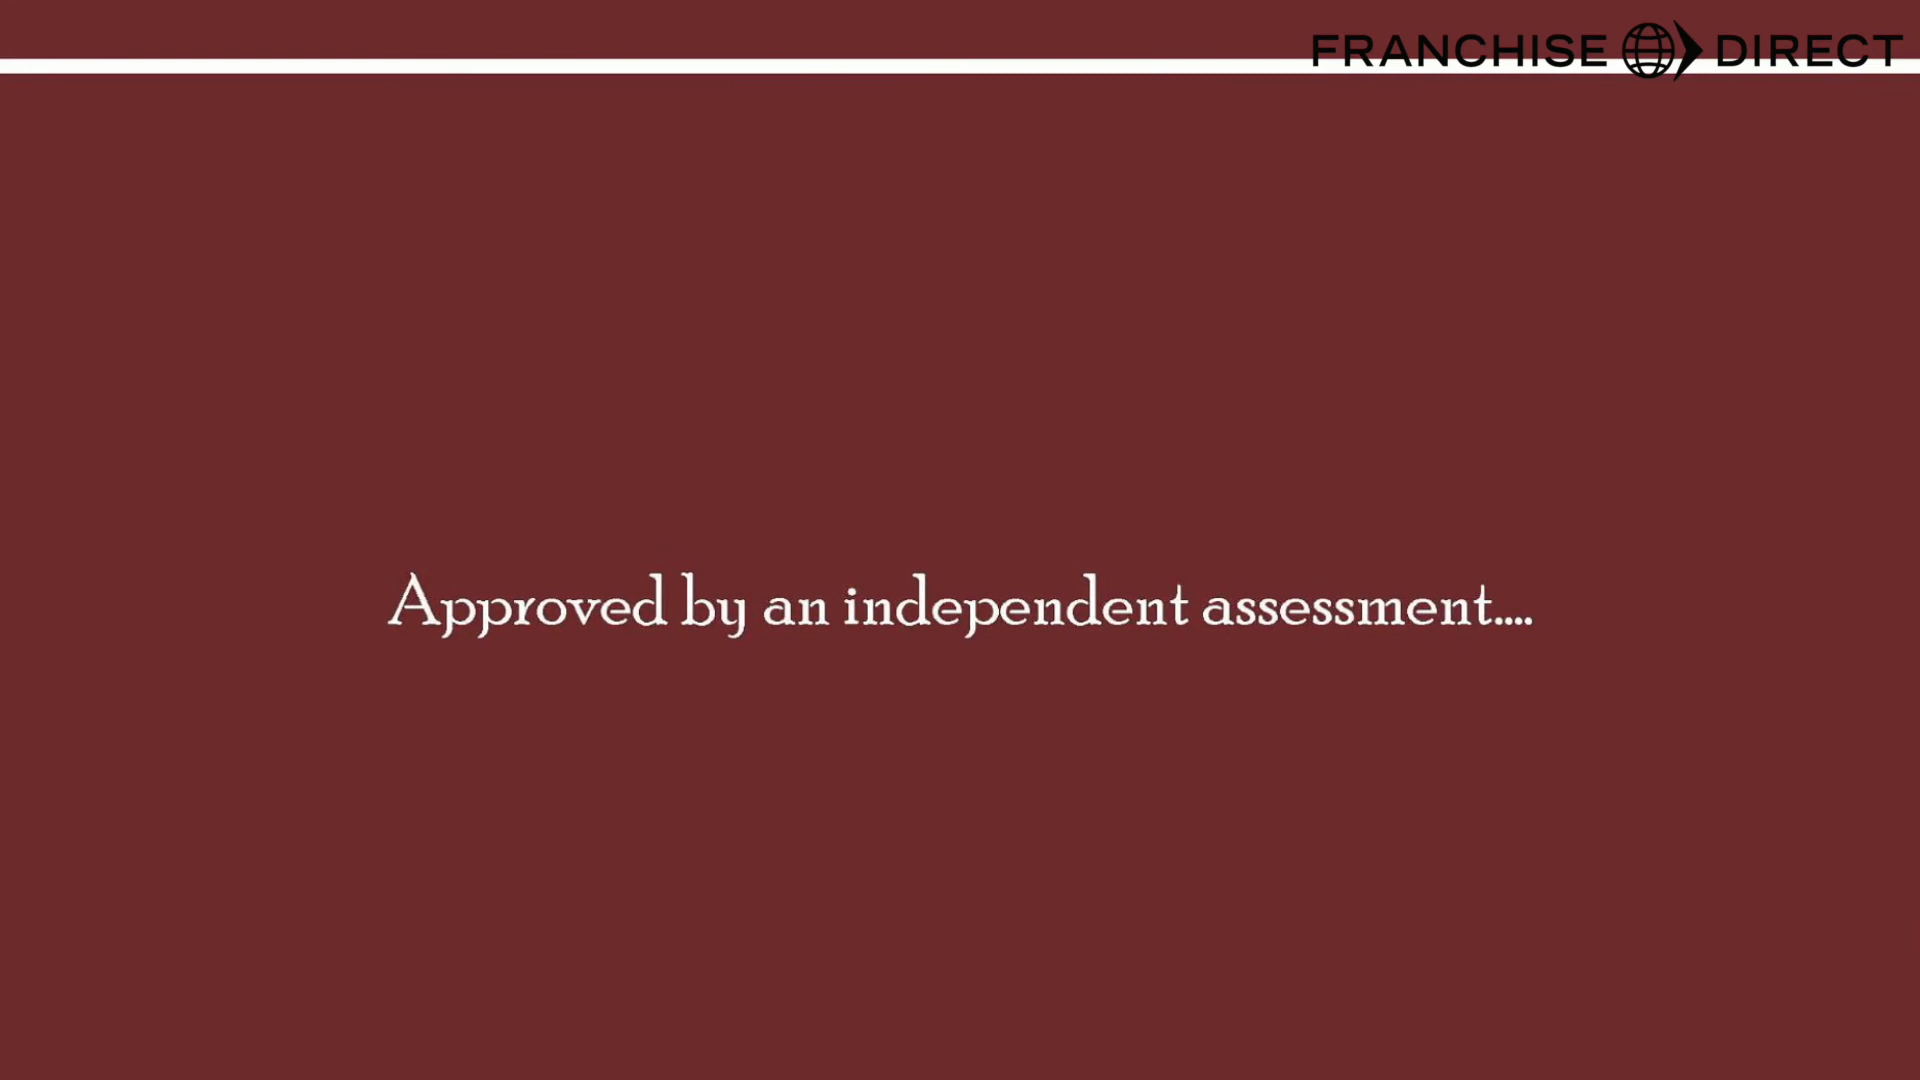 FRANCHISE DIRECT
Approved by an independent assessment....